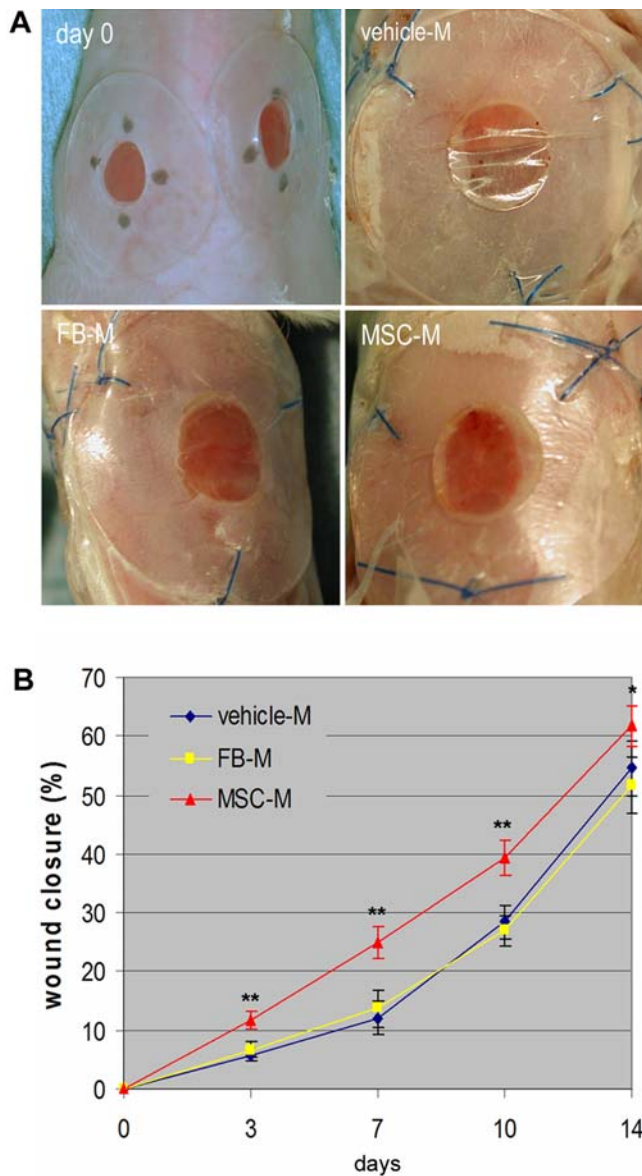 A
day 0
vehicle-M
FB-M
MSC-M
B
70
60
50
40
30
20
10
0
wound closure (%)
vehicle-M
FB-M
MSC-M
**
**
**
*
0 3 7 10 14
days